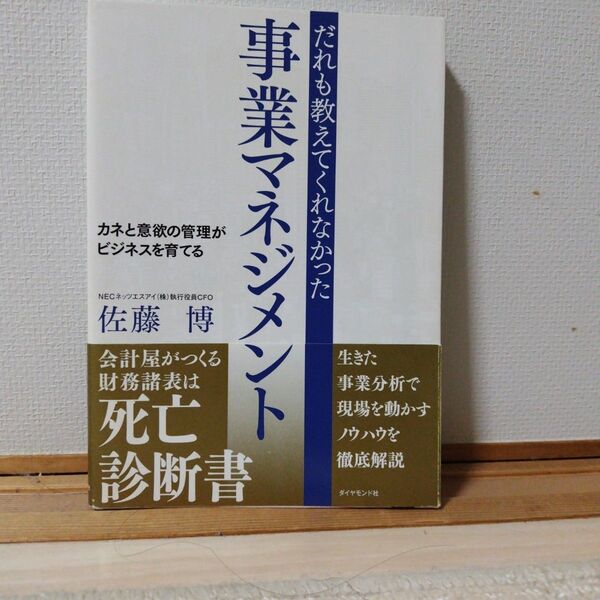 だれも教えてくれなかった
事業マネジメント
カネと意欲の管理が
ビジネスを育てる
NECネッツエスアイ(株)執行役員CFO
佐藤 博
会計屋がつくる
財務諸表は
死亡
診断書
生きた
事業分析で
現場を動かす
ノウハウを
徹底解説
ダイヤモンド社